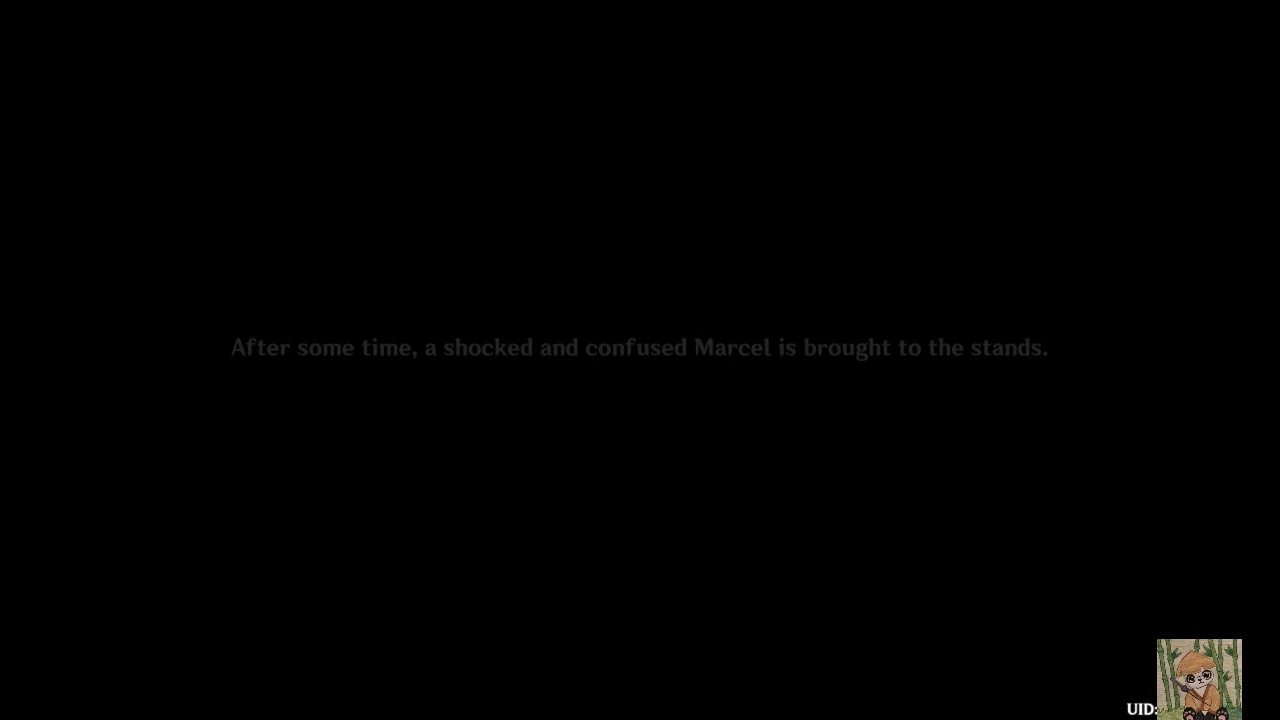 After some time, a shocked and confused Marcel is brought to the stands.
UID: